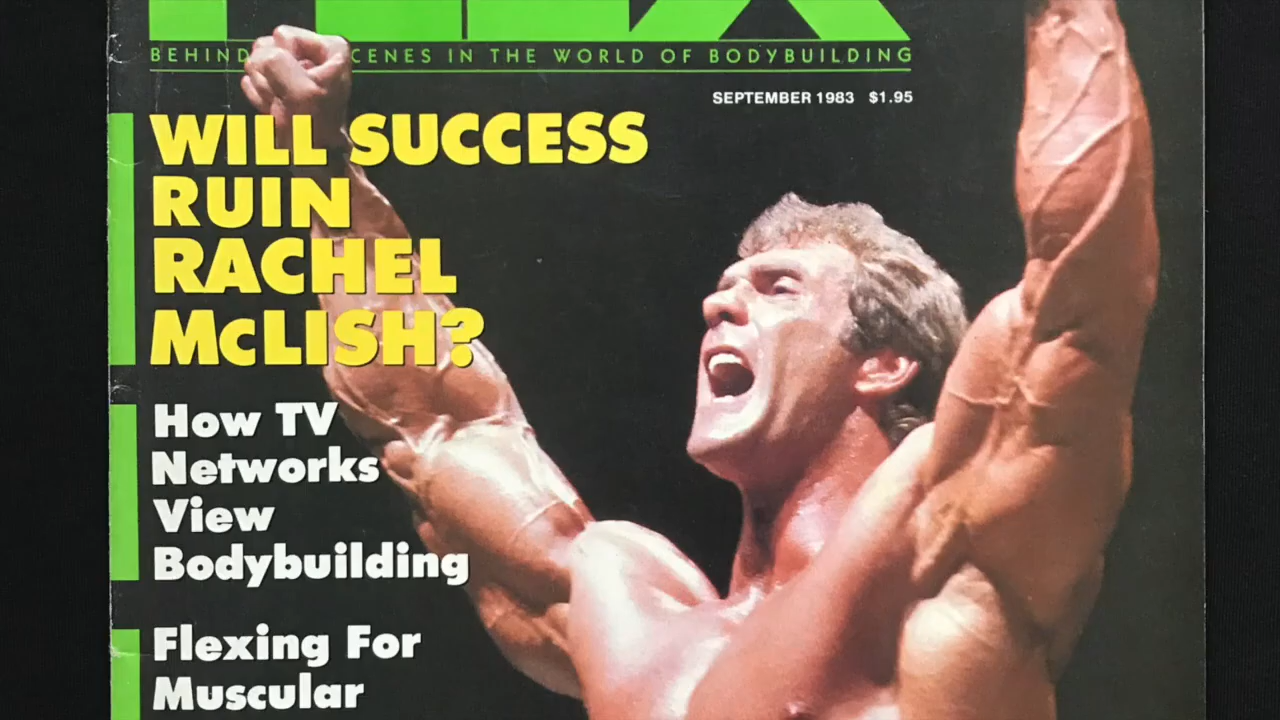 FLEX
BEHIND SCENES IN THE WORLD OF BODYBUILDING
SEPTEMBER 1983 $1.95
WILL SUCCESS
RUIN
RACHEL
McLISH?
How TV
Networks
View
Bodybuilding
Flexing For
Muscular